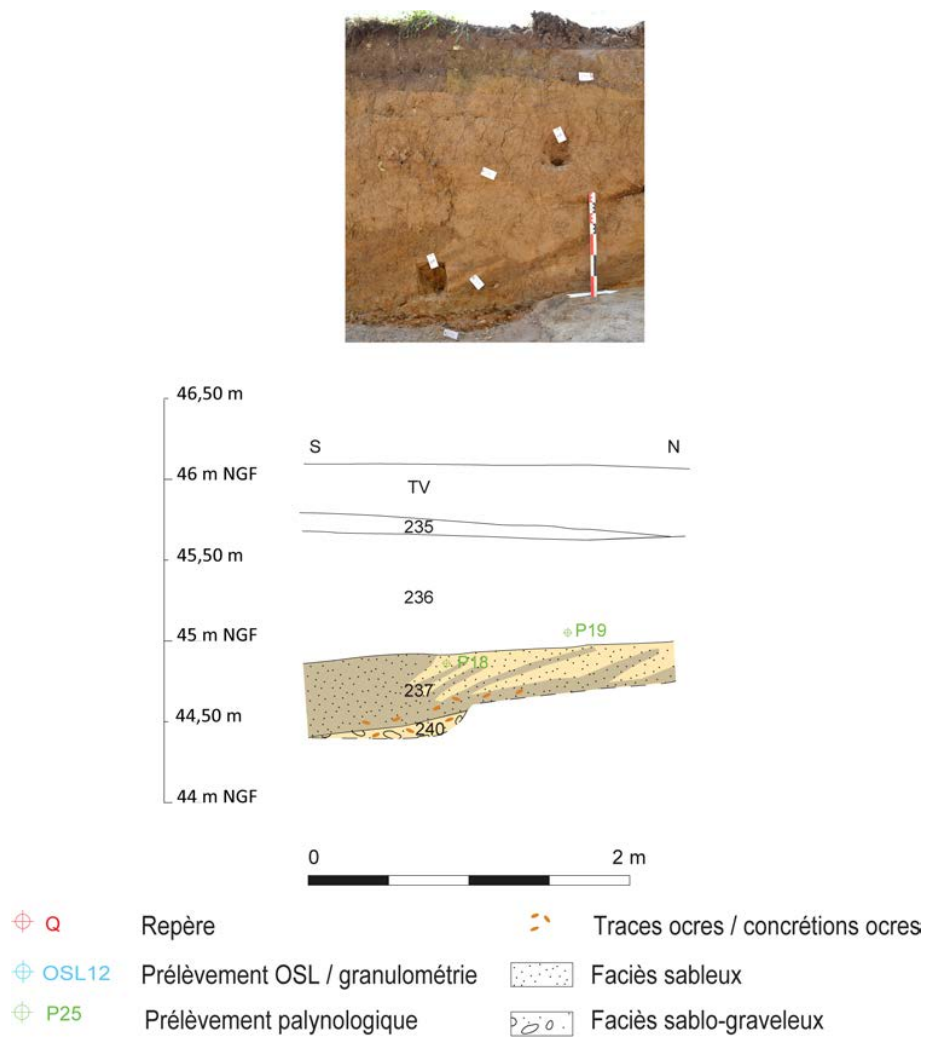 46,50 m
S N
46 m NGF
TV
235
45,50 m
236
45 m NGF
P19
P18
237
44,50 m
240
44 m NGF
0 2 m
Q Repère
Traces ocres / concrétions ocres
OSL12 Prélèvement OSL / granulométrie
Faciès sableux
P25 Prélèvement palynologique
Faciès sablo-graveleux